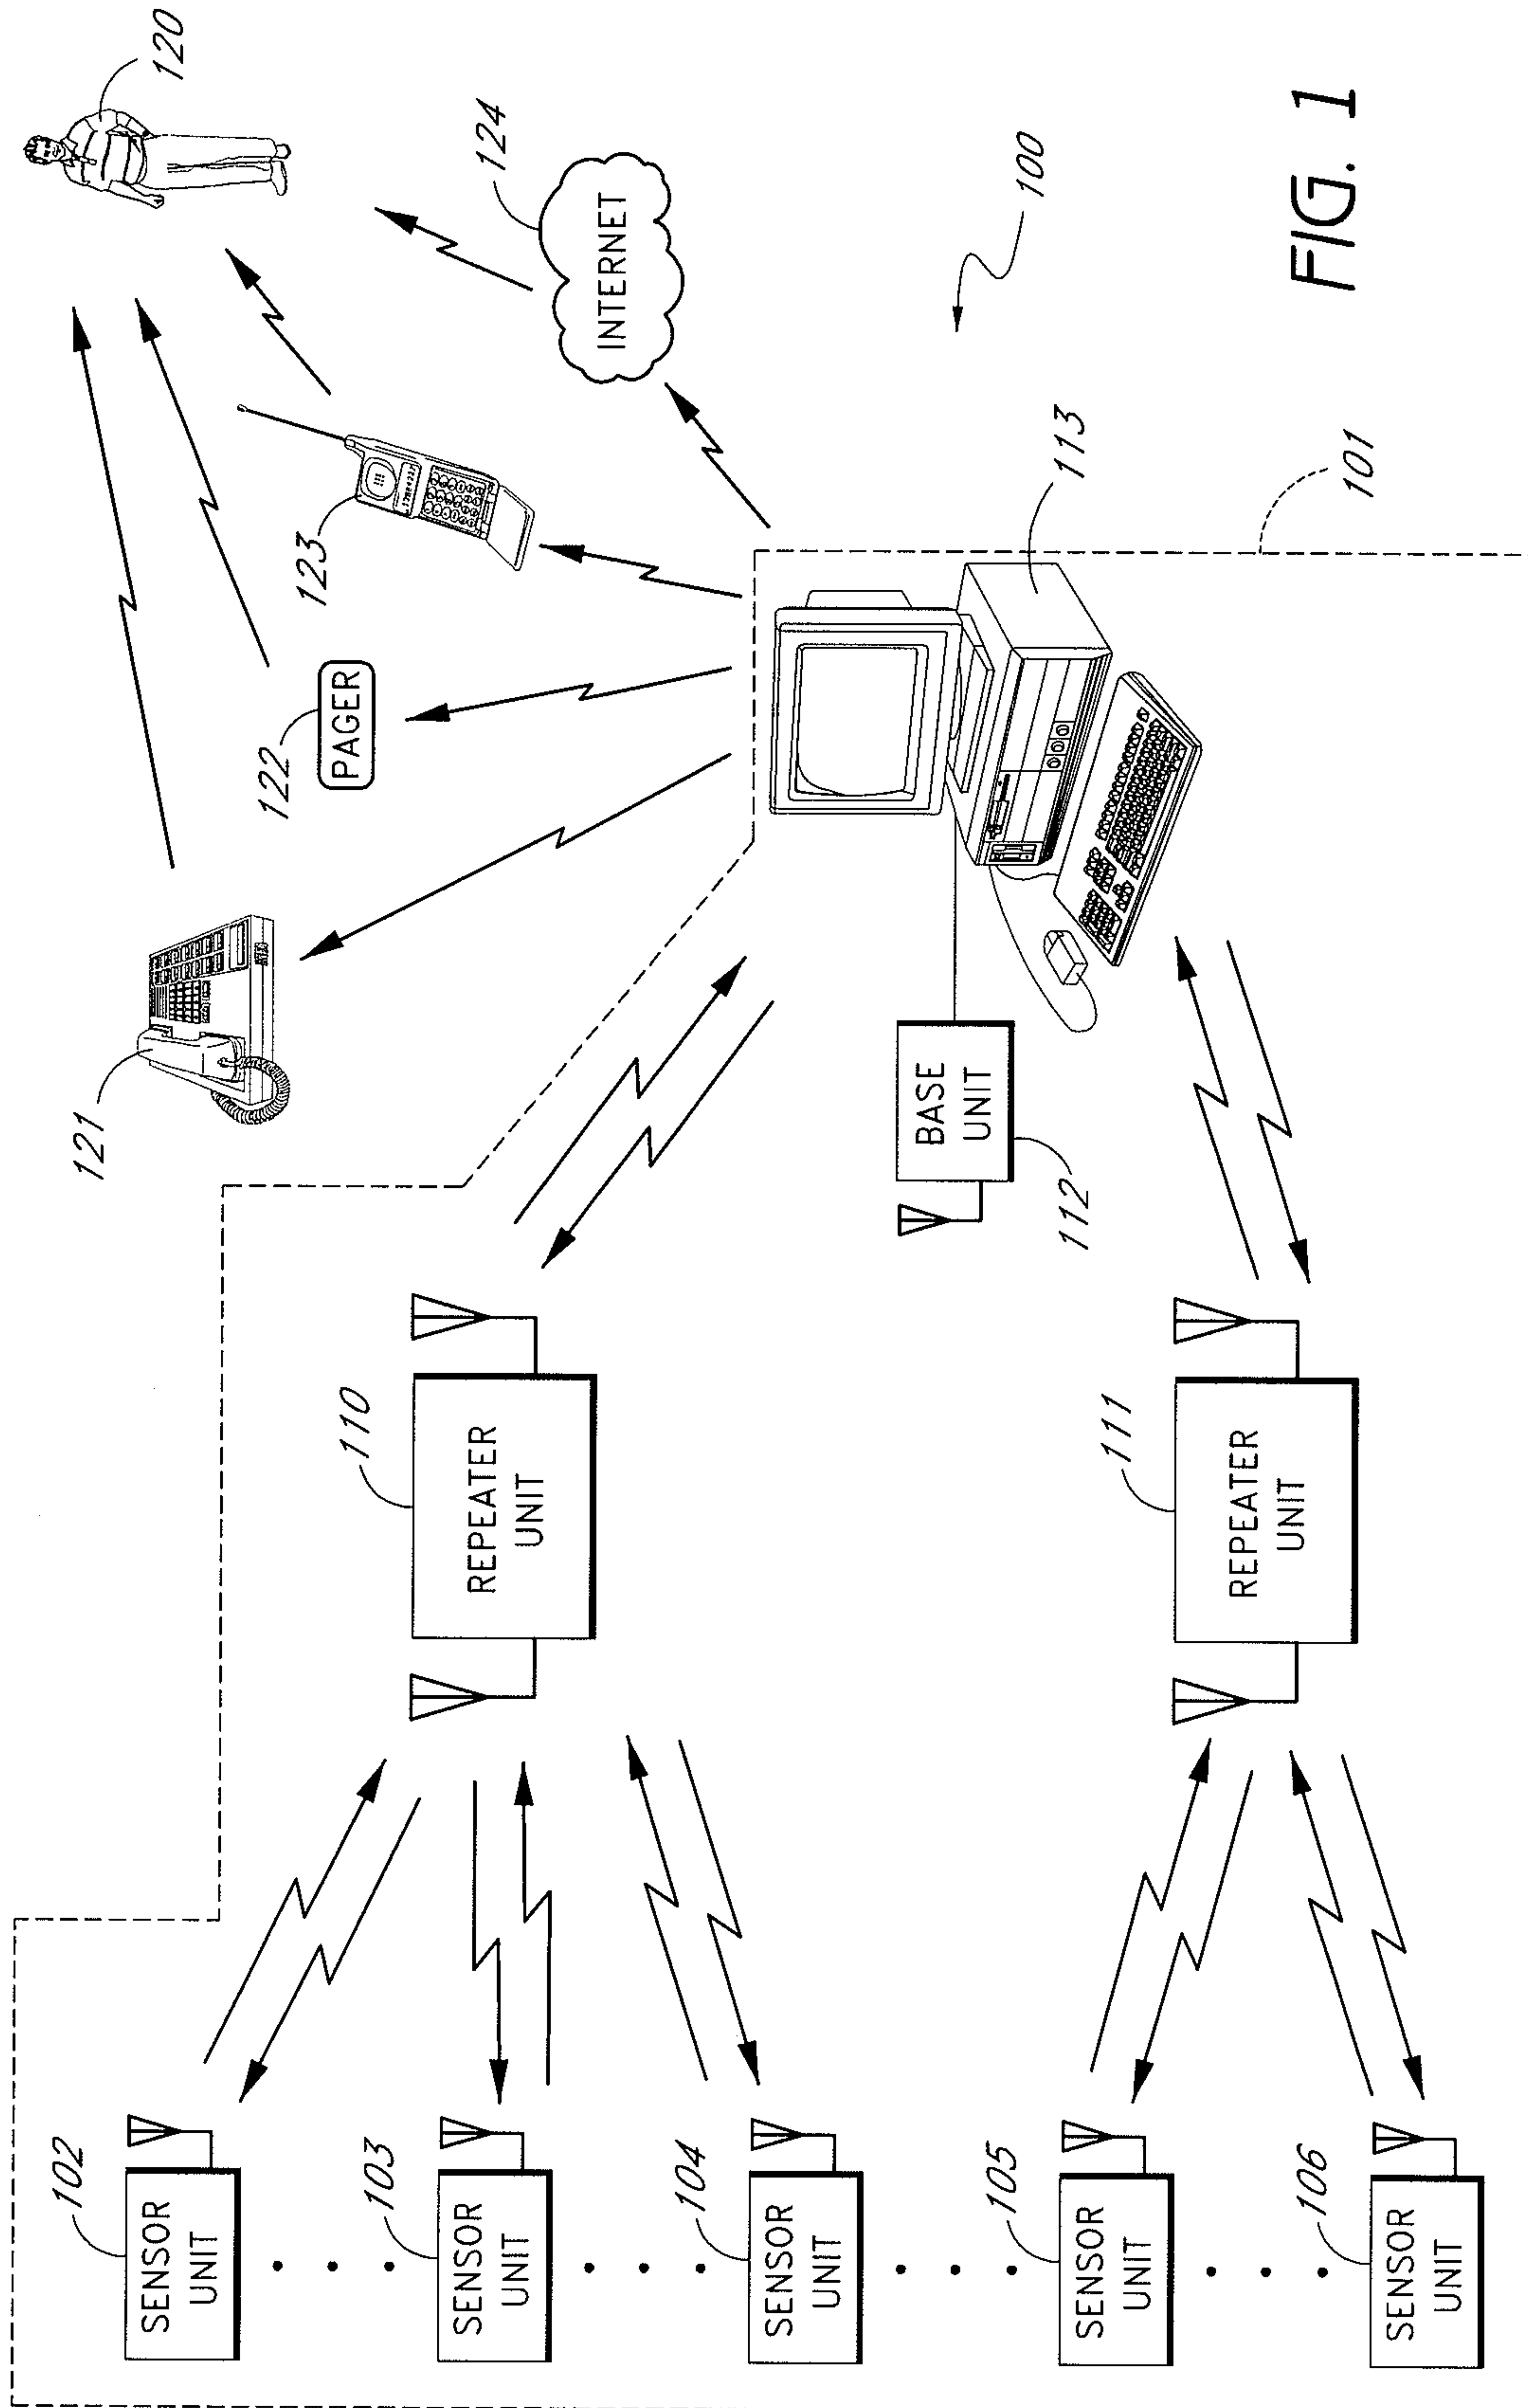 SENSOR
UNIT
102
SENSOR
UNIT
103
SENSOR
UNIT
104
SENSOR
UNIT
105
SENSOR
UNIT
106
REPEATER
UNIT
110
REPEATER
UNIT
111
BASE
UNIT
112
113
101
121
PAGER
122
123
INTERNET
124
120
100
FIG. 1